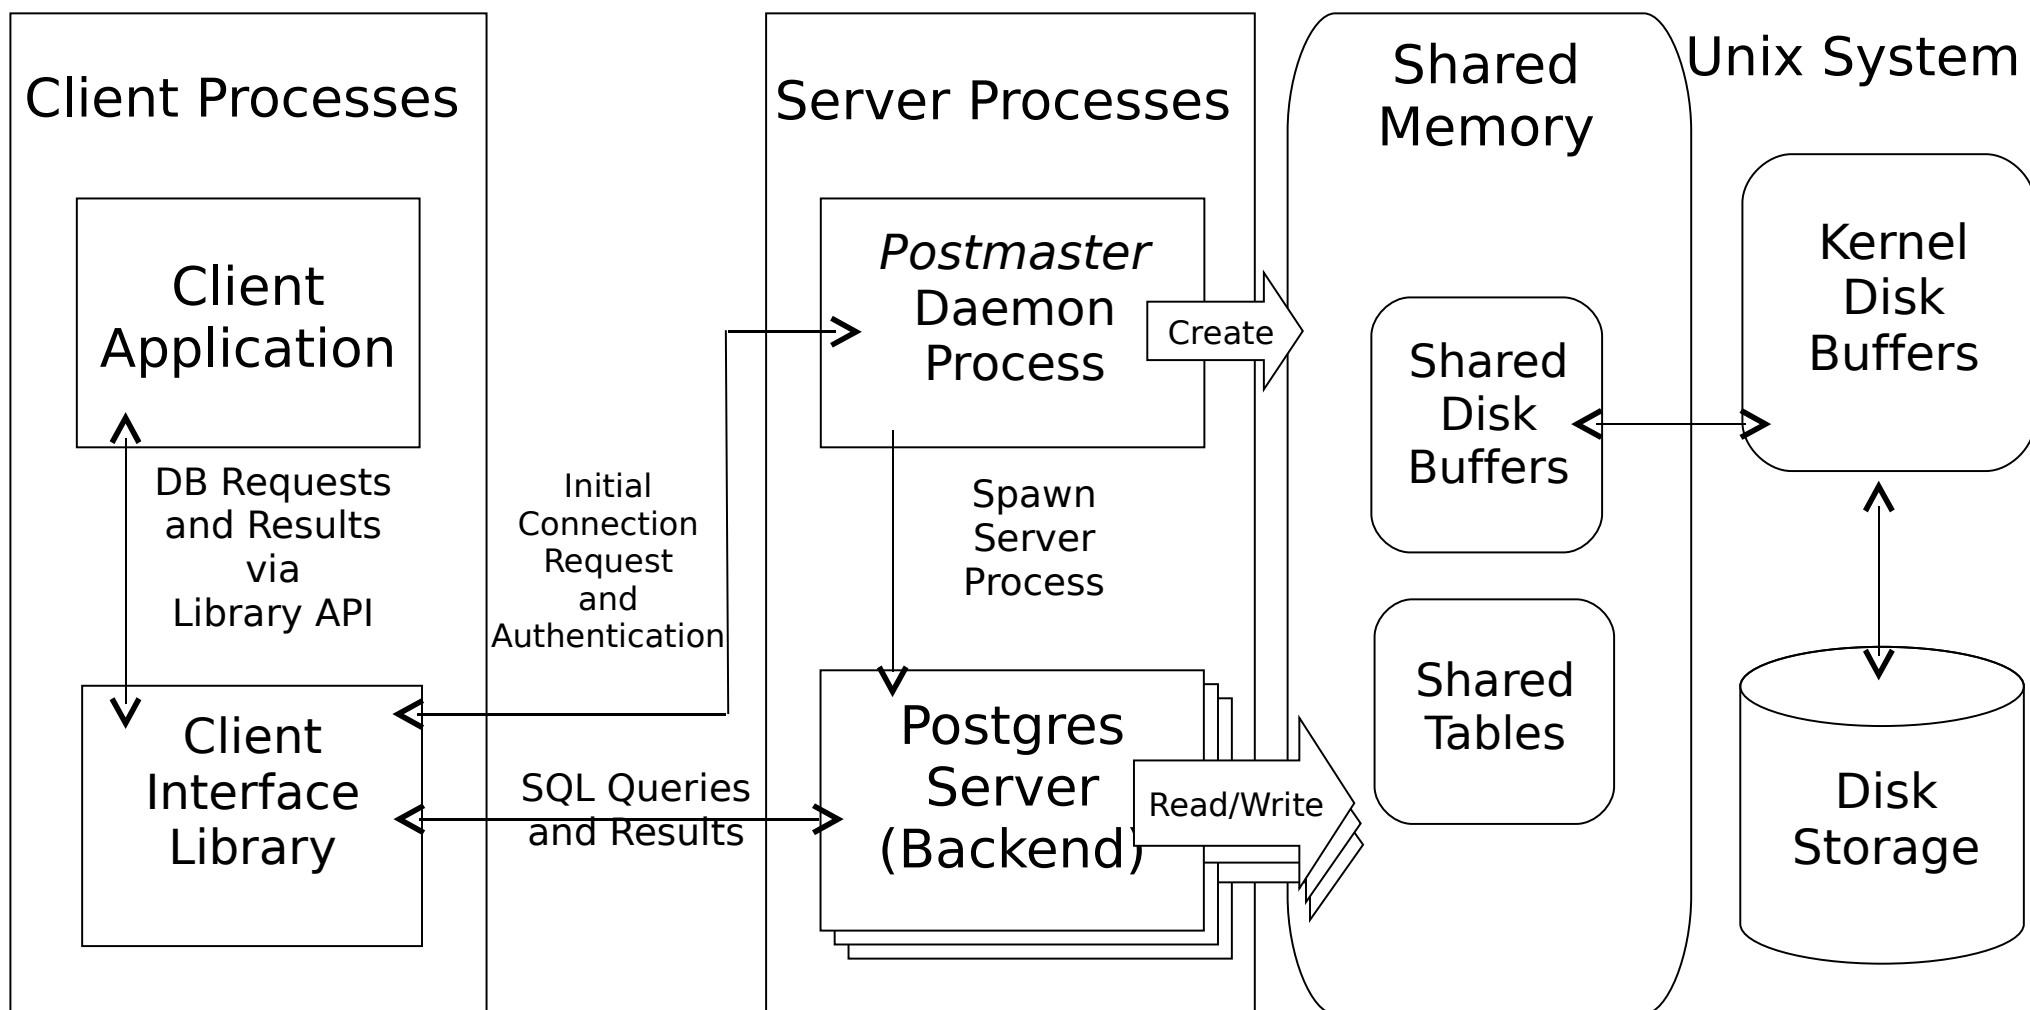 Client Processes
Client
Application
DB Requests
and Results
via
Library API
Client
Interface
Library
Initial
Connection
Request
and
Authentication
SQL Queries
and Results
Server Processes
Postmaster
Daemon
Process
Create
Spawn
Server
Process
Postgres
Server
(Backend)
Read/Write
Shared
Memory
Shared
Disk
Buffers
Shared
Tables
Unix System
Kernel
Disk
Buffers
Disk
Storage